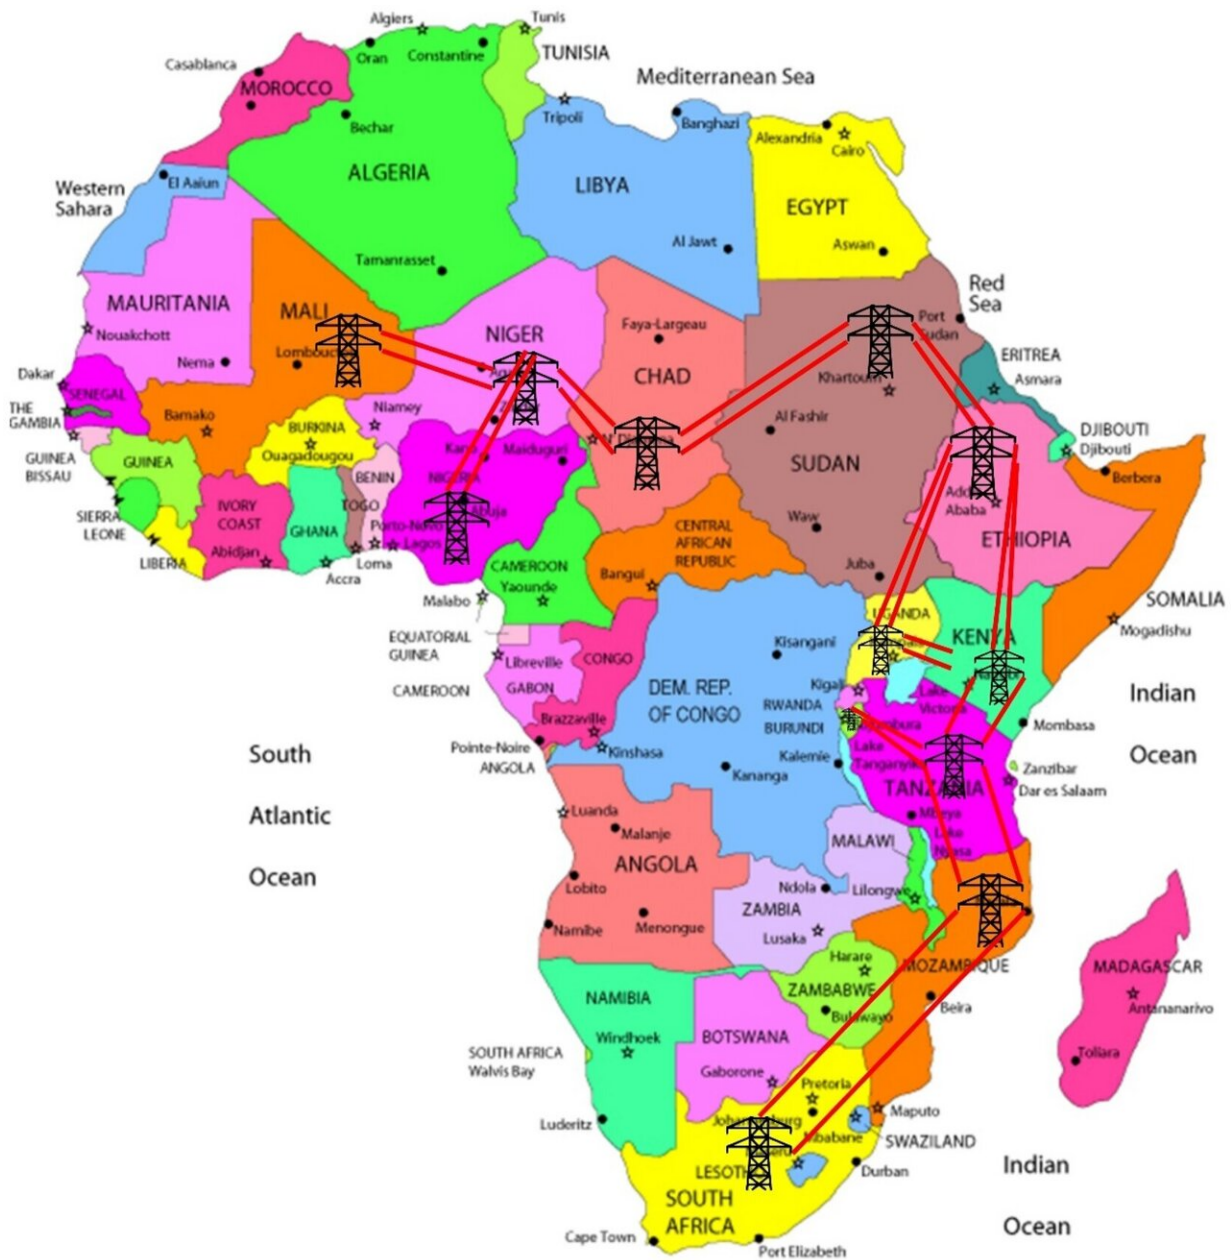 Algiers
Tunis
Oran
Constantine
TUNISIA
Casablanca
MOROCCO
Mediterranean Sea
Tripoli
Banghazi
Bechar
Alexandria
Cairo
ALGERIA
LIBYA
EGYPT
El Aaiun
Western
Sahara
Al Jawt
Aswan
Tamanrasset
Red
Sea
MAURITANIA
MALI
NIGER
Faya-Largeau
Port
Sudan
Nouakchott
Nema
CHAD
ERITREA
Asmara
Khartoum
Dakar
SENEGAL
THE
GAMBIA
Bamako
Niamey
Al Fashir
DJIBOUTI
Djibouti
BURKINA
Ouagadougou
Kano
Maiduguri
GUINEA
BISSAU
GUINEA
BENIN
NIGERIA
SUDAN
Berbera
Addis
Ababa
IVORY
COAST
GHANA
TOGO
Abuja
Waw
SIERRA
LEONE
Porto-Novo
Lagos
CENTRAL
AFRICAN
REPUBLIC
ETHIOPIA
LIBERIA
Abidjan
Accra
Loma
CAMEROON
Yaounde
Bangui
Juba
Malabo
UGANDA
KENYA
SOMALIA
Mogadishu
EQUATORIAL
GUINEA
Kisangani
Libreville
CONGO
CAMEROON
GABON
DEM. REP.
OF CONGO
Kigali
RWANDA
BURUNDI
Lake
Victoria
Indian
Ocean
Mombasa
Brazzaville
Pointe-Noire
Kinshasa
ANGOLA
Kalemie
Lake
Tanganyika
Kananga
Zanzibar
Dar es Salaam
TANZANIA
South
Atlantic
Ocean
Luanda
Malanje
Mbeya
MALAWI
Lake
Nyasa
ANGOLA
Lobito
Ndola
Lilongwe
Menongue
Namibe
ZAMBIA
Lusaka
Harare
MOZAMBIQUE
MADAGASCAR
Antananarivo
NAMIBIA
ZAMBABWE
Beira
Bulawayo
Windhoek
BOTSWANA
SOUTH AFRICA
Walvis Bay
Toliara
Gaborone
Pretoria
Luderitz
Maputo
Mbabane
SWAZILAND
Durban
SOUTH
AFRICA
Indian
Ocean
Cape Town
Port Elizabeth